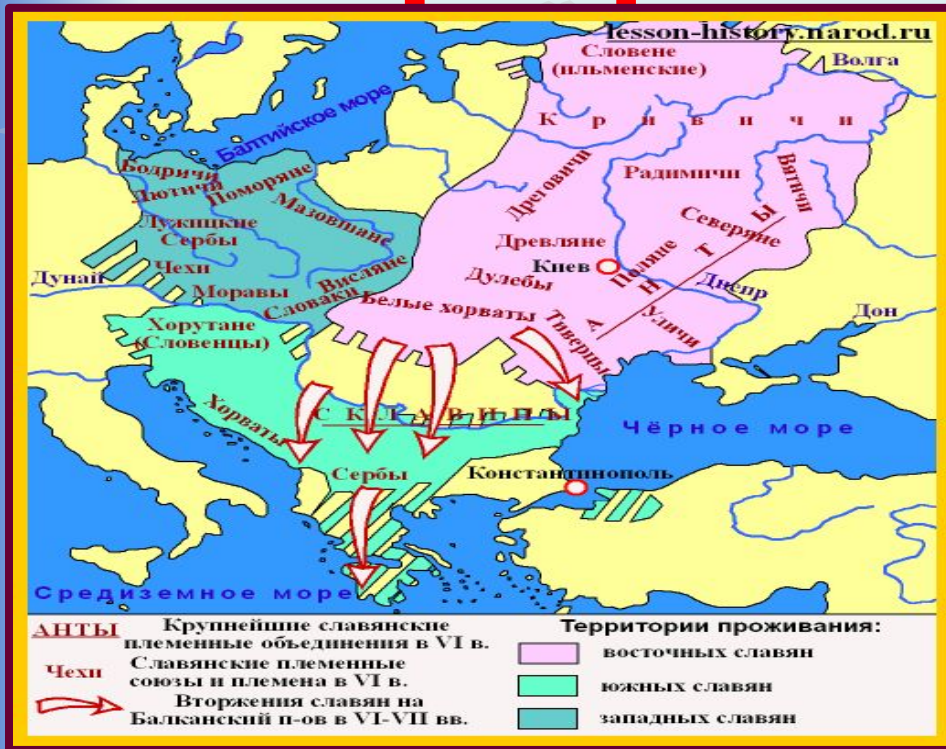 lesson-history.narod.ru
Словене
(ильменские)
Волга
Балтийское море
Кривичи
Бодричи
Лютичи
Поморяне
Мазовшане
Дреговичи
Радимичи
Вятичи
Лужицкие
Сербы
Древляне
Северяне
Киев
Поляне
АНТЫ
Дулебы
Днепр
Дунай
Чехи
Моравы
Висляне
Словаки
Белые хорваты
Тиверцы
Уличи
Дон
Хорутане
(Словенцы)
Хорваты
СКЛАВИНЫ
Чёрное море
Сербы
Константинополь
Средиземное море
АНТЫ Крупнейшие славянские
племенные объединения в VI в.
Чехи Славянские племенные
союзы и племена в VI в.
Вторжения славян на
Балканский п-ов в VI-VII вв.
Территории проживания:
восточных славян
южных славян
западных славян